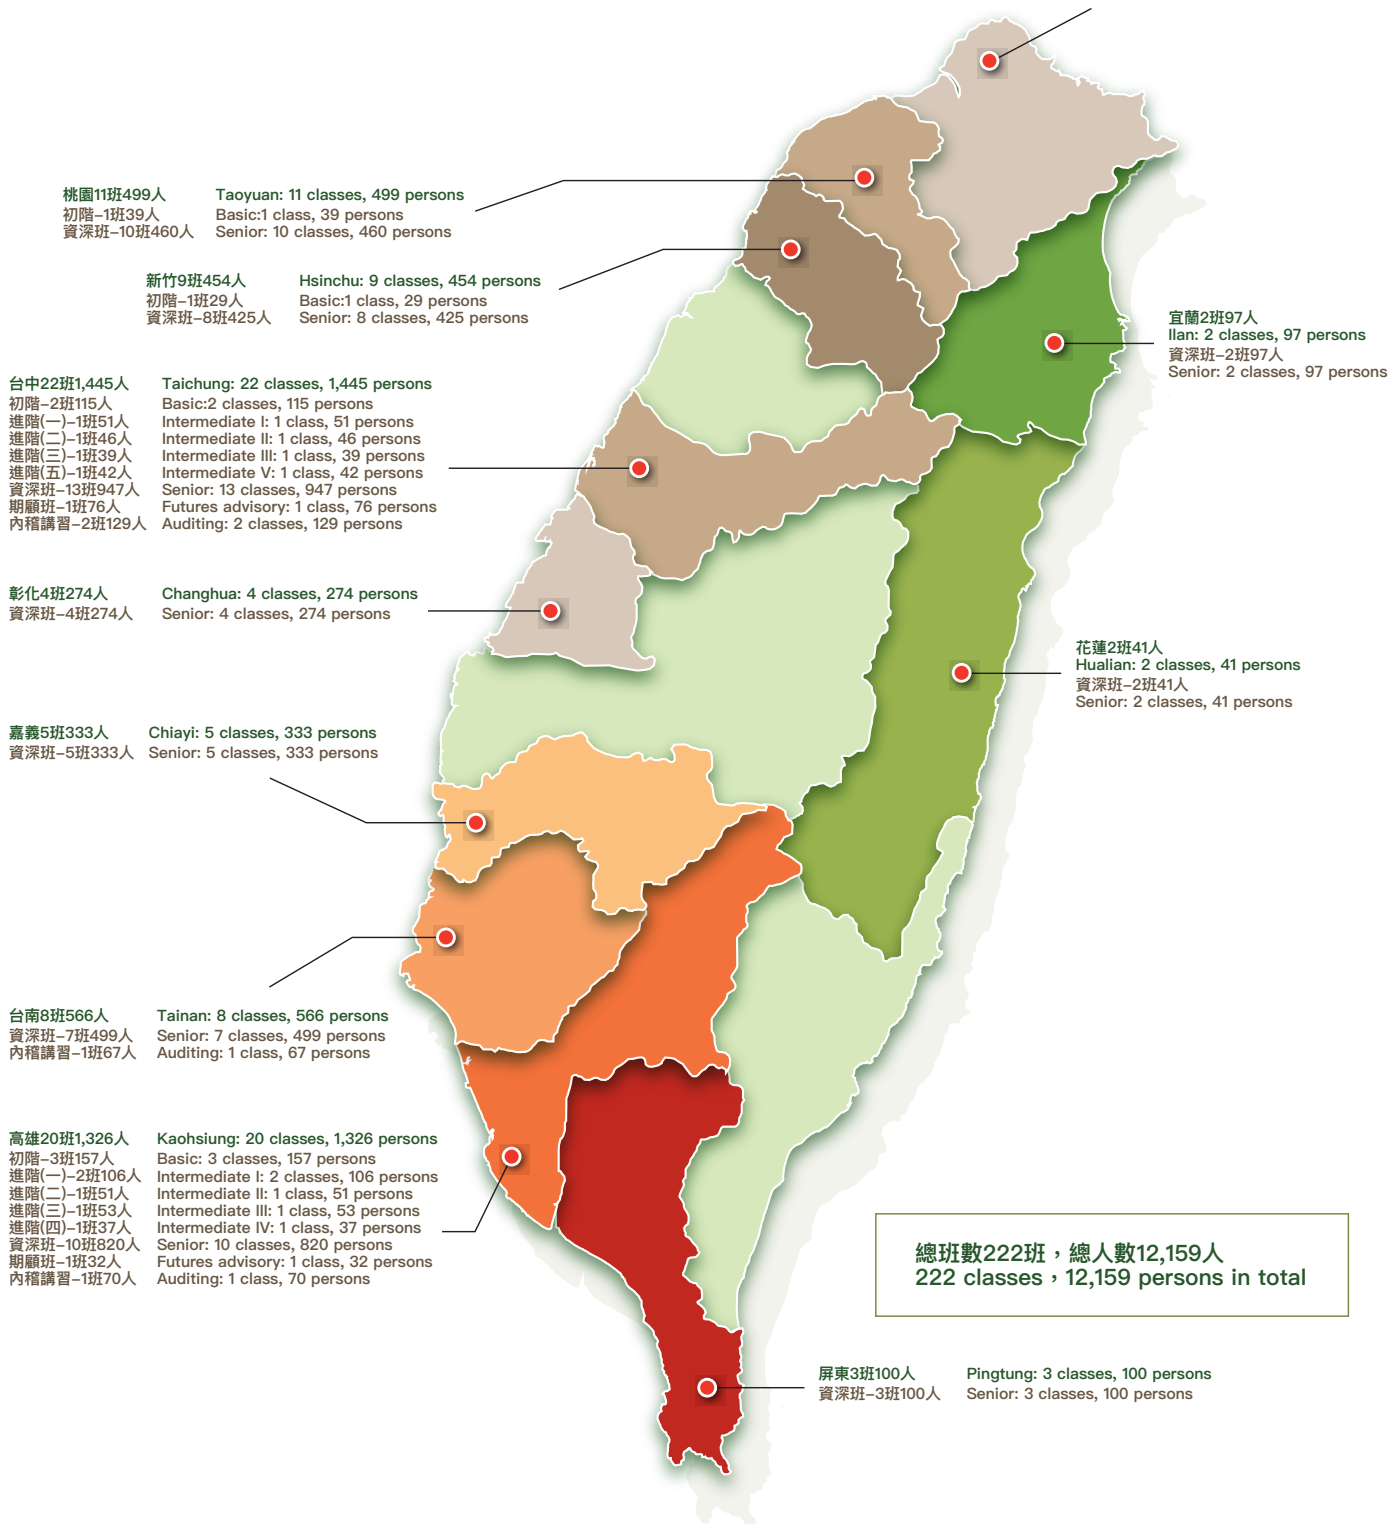 桃園11班499人 Taoyuan: 11 classes, 499 persons
初階–1班39人 Basic:1 class, 39 persons
資深班–10班460人 Senior: 10 classes, 460 persons
新竹9班454人 Hsinchu: 9 classes, 454 persons
初階–1班29人 Basic:1 class, 29 persons
資深班–8班425人 Senior: 8 classes, 425 persons
宜蘭2班97人
Ilan: 2 classes, 97 persons
資深班–2班97人
Senior: 2 classes, 97 persons
台中22班1,445人 Taichung: 22 classes, 1,445 persons
初階–2班115人 Basic:2 classes, 115 persons
進階(一)–1班51人 Intermediate I: 1 class, 51 persons
進階(二)–1班46人 Intermediate II: 1 class, 46 persons
進階(三)–1班39人 Intermediate III: 1 class, 39 persons
進階(五)–1班42人 Intermediate V: 1 class, 42 persons
資深班–13班947人 Senior: 13 classes, 947 persons
期顧班–1班76人 Futures advisory: 1 class, 76 persons
內稽講習–2班129人 Auditing: 2 classes, 129 persons
彰化4班274人 Changhua: 4 classes, 274 persons
資深班–4班274人 Senior: 4 classes, 274 persons
花蓮2班41人
Hualian: 2 classes, 41 persons
資深班–2班41人
Senior: 2 classes, 41 persons
嘉義5班333人 Chiayi: 5 classes, 333 persons
資深班–5班333人 Senior: 5 classes, 333 persons
台南8班566人 Tainan: 8 classes, 566 persons
資深班–7班499人 Senior: 7 classes, 499 persons
內稽講習–1班67人 Auditing: 1 class, 67 persons
高雄20班1,326人 Kaohsiung: 20 classes, 1,326 persons
初階–3班157人 Basic: 3 classes, 157 persons
進階(一)–2班106人 Intermediate I: 2 classes, 106 persons
進階(二)–1班51人 Intermediate II: 1 class, 51 persons
進階(三)–1班53人 Intermediate III: 1 class, 53 persons
進階(四)–1班37人 Intermediate IV: 1 class, 37 persons
資深班–10班820人 Senior: 10 classes, 820 persons
期顧班–1班32人 Futures advisory: 1 class, 32 persons
內稽講習–1班70人 Auditing: 1 class, 70 persons
總班數222班，總人數12,159人
222 classes，12,159 persons in total
屏東3班100人 Pingtung: 3 classes, 100 persons
資深班–3班100人 Senior: 3 classes, 100 persons